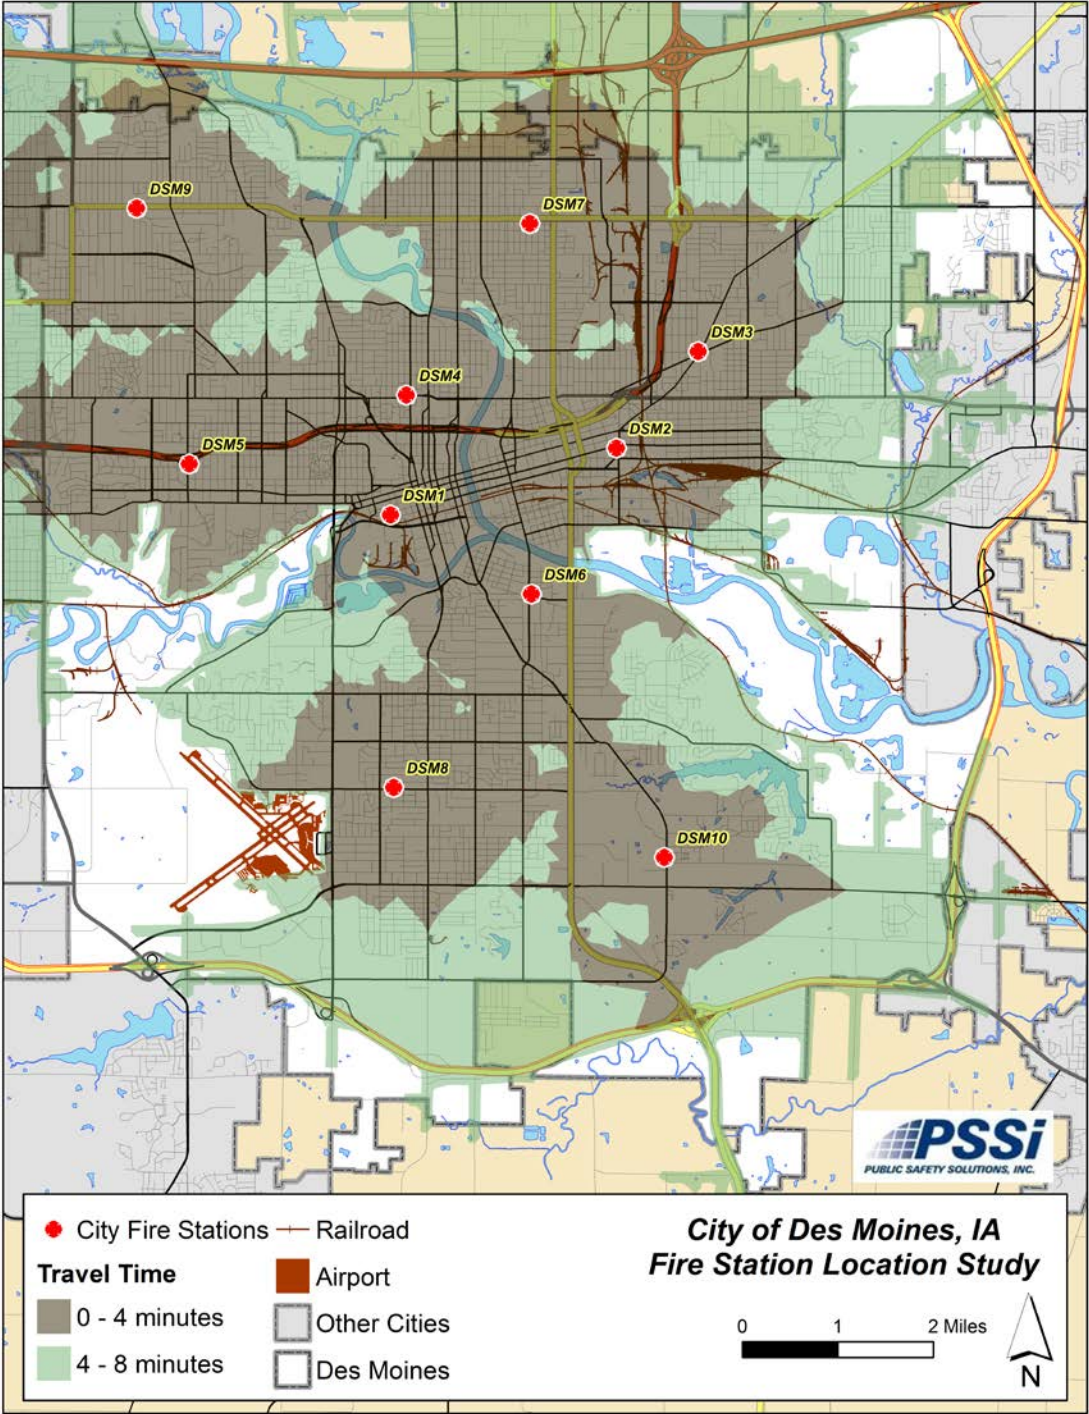 DSM9
DSM7
DSM3
DSM4
DSM2
DSM5
DSM1
DSM6
DSM8
DSM10
PSSi
PUBLIC SAFETY SOLUTIONS, INC.
City Fire Stations
Railroad
Travel Time
Airport
0 - 4 minutes
Other Cities
4 - 8 minutes
Des Moines
City of Des Moines, IA
Fire Station Location Study
0 1 2 Miles
N